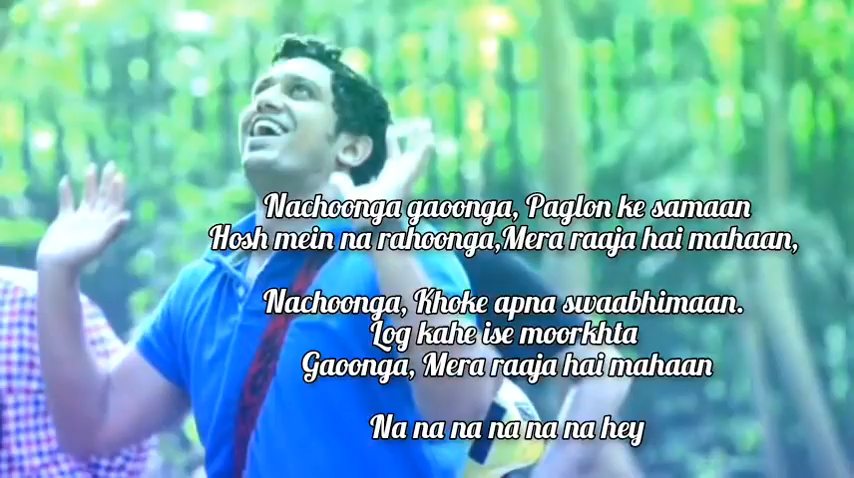 Nachoonga gaoonga, Paglon ke samaan
Hosh mein na rahoonga,Mera raaja hai mahaan,
Nachoonga, Khoke apna swaabhimaan.
Log kahe ise moorkhta
Gaoonga, Mera raaja hai mahaan
Na na na na na na hey